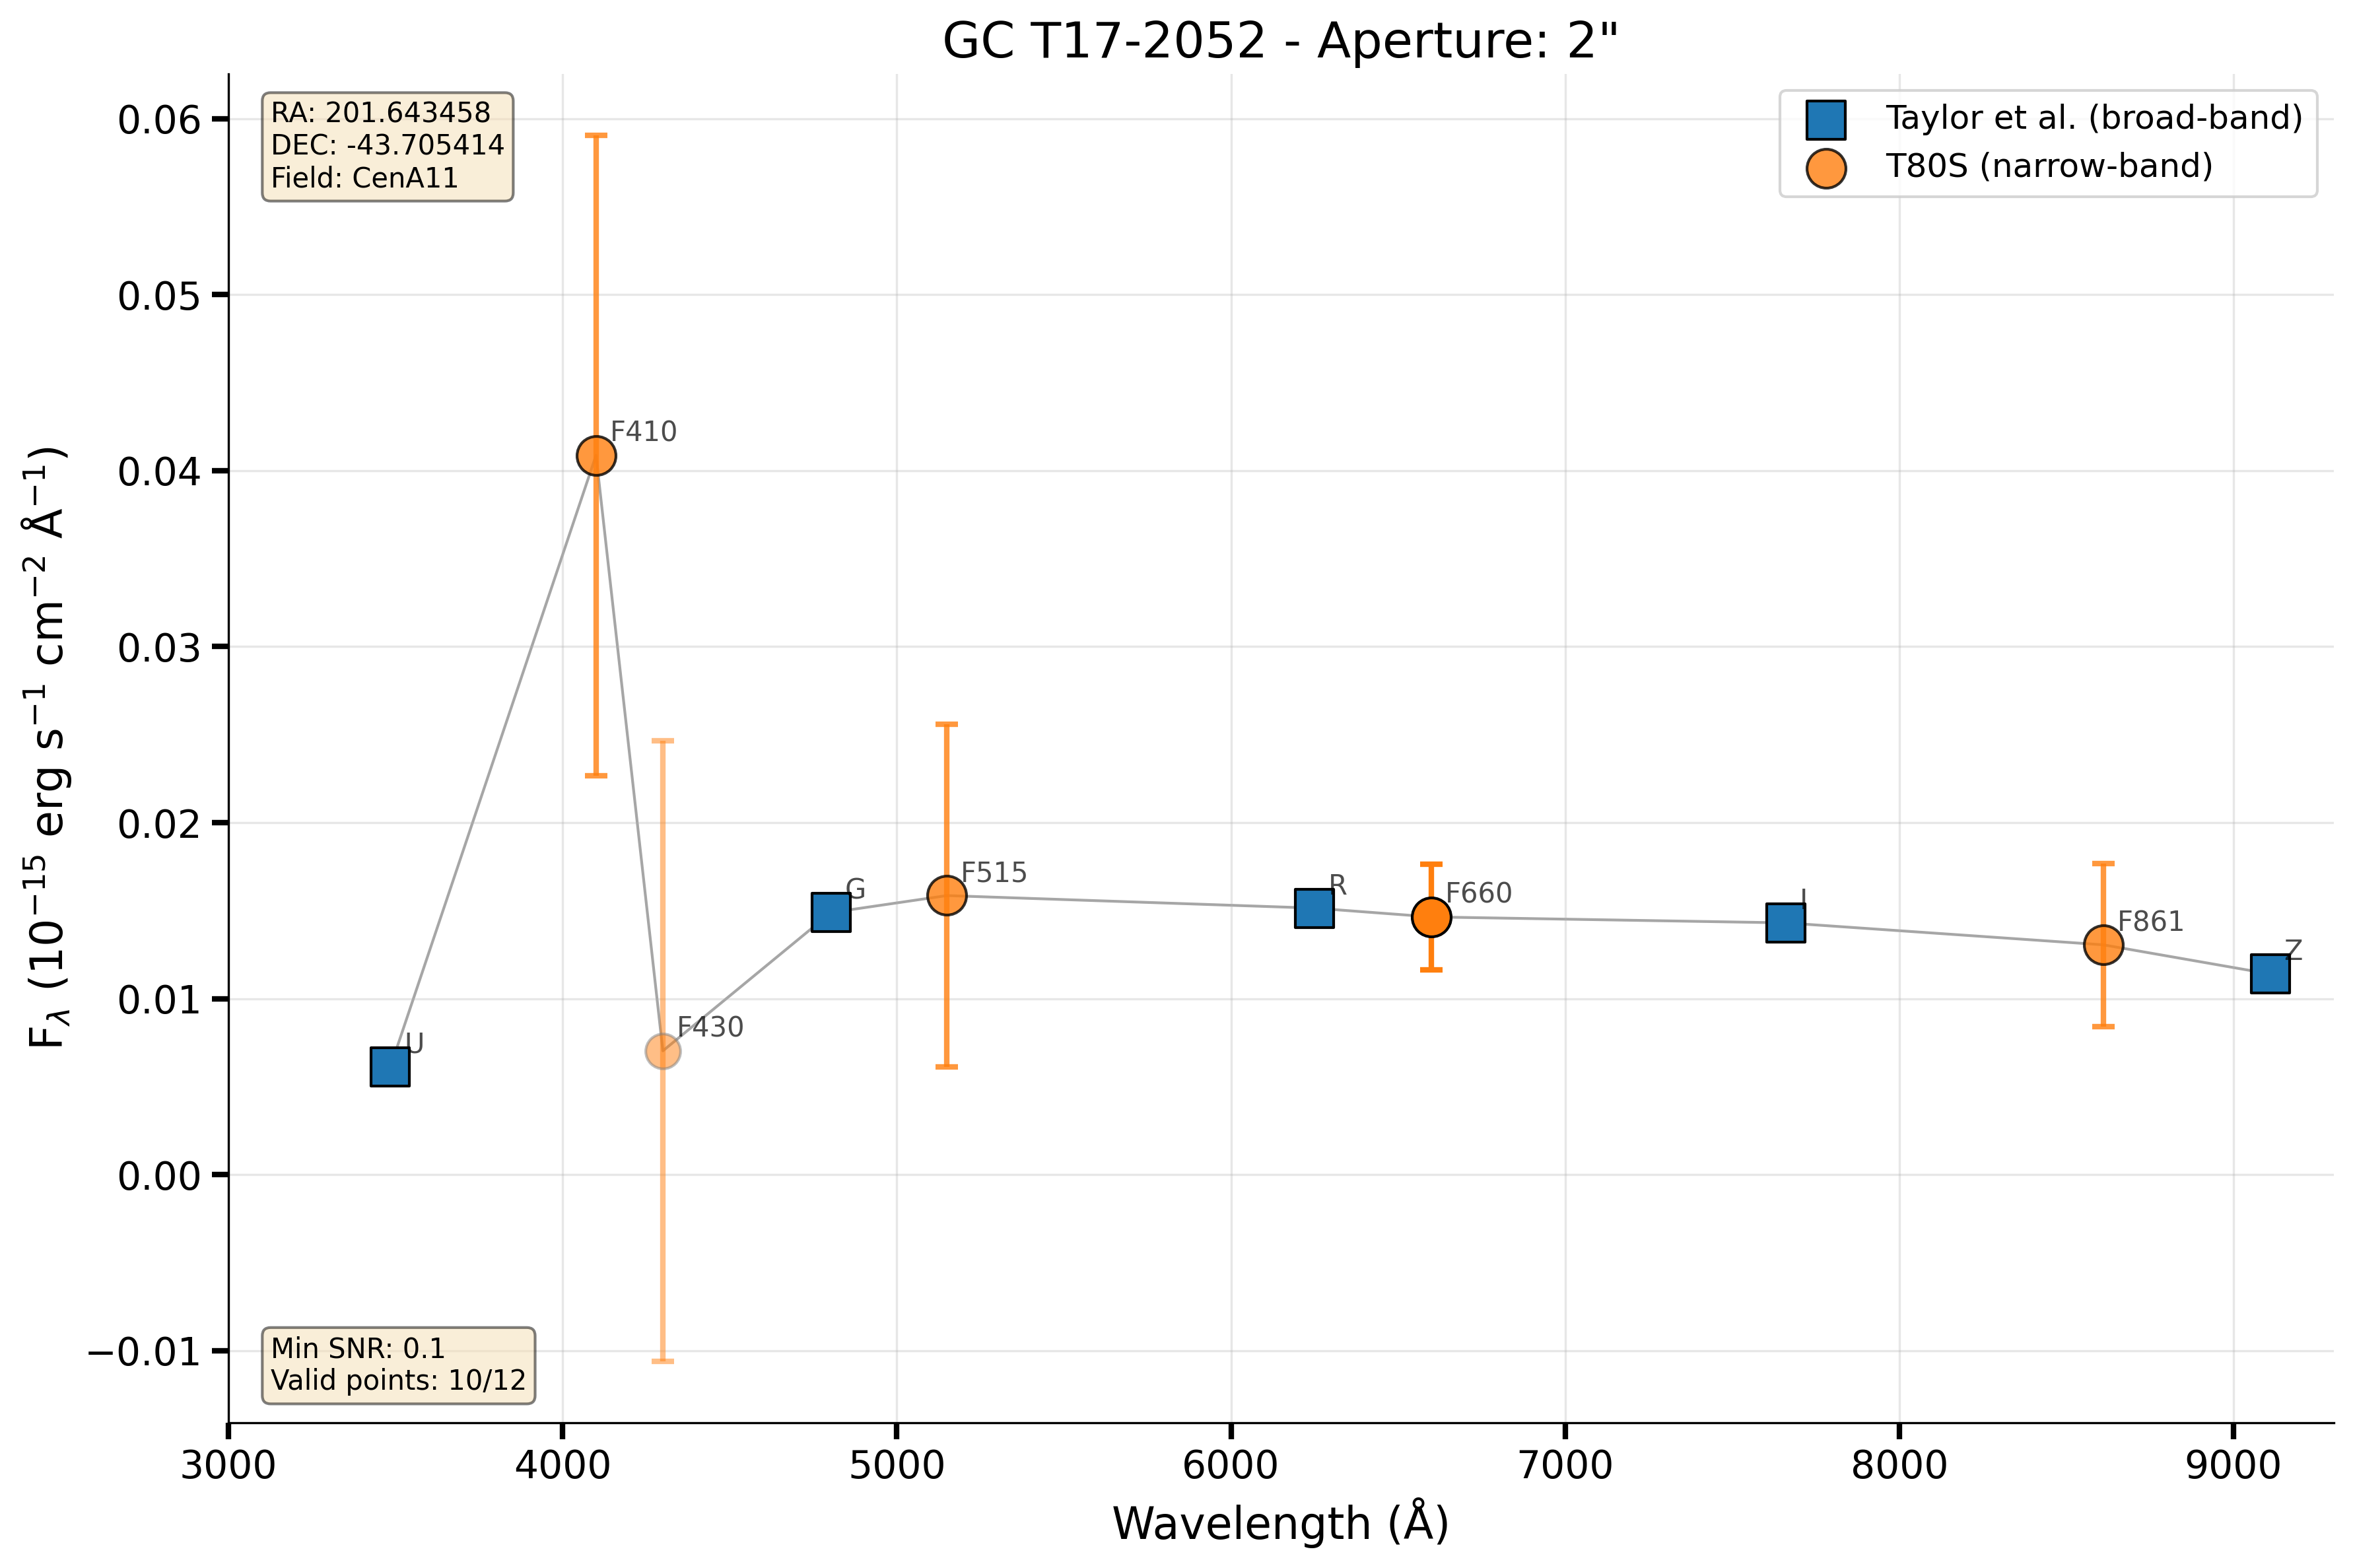 GC T17-2052 - Aperture: 2"
RA: 201.643458
DEC: -43.705414
Field: CenA11
Taylor et al. (broad-band)
T80S (narrow-band)
0.06
0.05
0.04
0.03
0.02
0.01
0.00
−0.01
F_λ (10⁻¹⁵ erg s⁻¹ cm⁻² Å⁻¹)
U
F410
F430
G
F515
R
F660
I
F861
Z
Min SNR: 0.1
Valid points: 10/12
3000 4000 5000 6000 7000 8000 9000
Wavelength (Å)